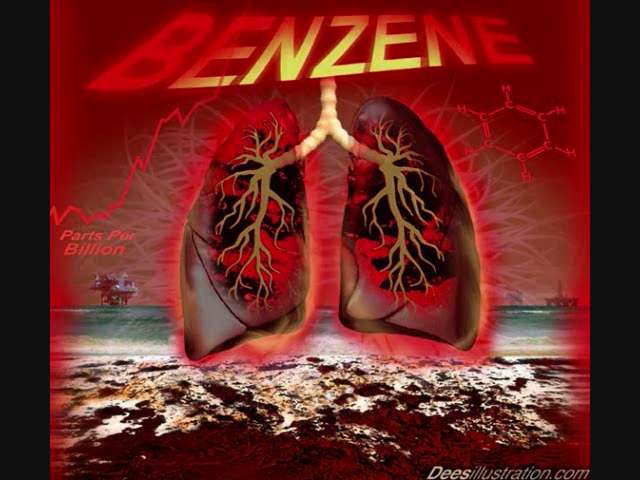 BENZENE
H
H
H
H
H
Parts Per
Billion
Deesillustration.com